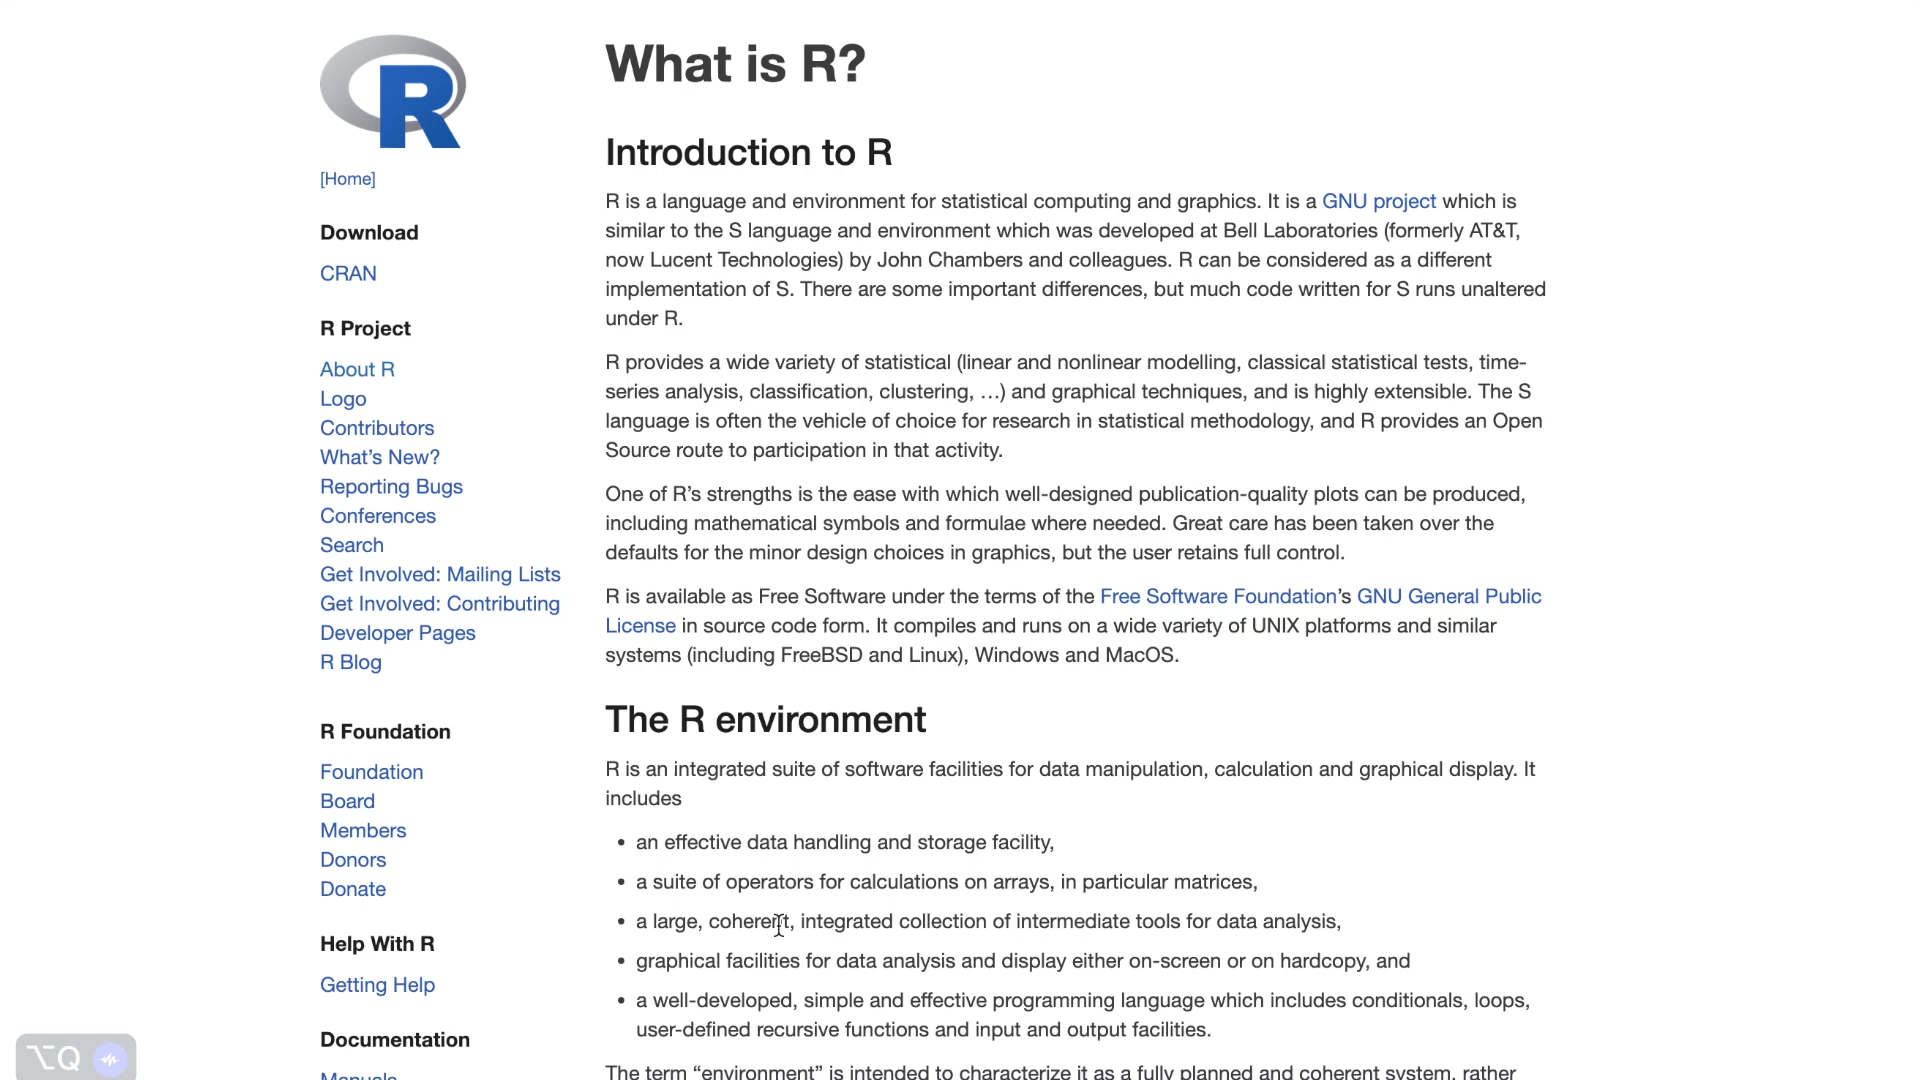 R
[Home]
Download
CRAN
R Project
About R
Logo
Contributors
What's New?
Reporting Bugs
Conferences
Search
Get Involved: Mailing Lists
Get Involved: Contributing
Developer Pages
R Blog
R Foundation
Foundation
Board
Members
Donors
Donate
Help With R
Getting Help
Documentation
Manuals
What is R?
Introduction to R
R is a language and environment for statistical computing and graphics. It is a GNU project which is
similar to the S language and environment which was developed at Bell Laboratories (formerly AT&T,
now Lucent Technologies) by John Chambers and colleagues. R can be considered as a different
implementation of S. There are some important differences, but much code written for S runs unaltered
under R.
R provides a wide variety of statistical (linear and nonlinear modelling, classical statistical tests, time-
series analysis, classification, clustering, …) and graphical techniques, and is highly extensible. The S
language is often the vehicle of choice for research in statistical methodology, and R provides an Open
Source route to participation in that activity.
One of R's strengths is the ease with which well-designed publication-quality plots can be produced,
including mathematical symbols and formulae where needed. Great care has been taken over the
defaults for the minor design choices in graphics, but the user retains full control.
R is available as Free Software under the terms of the Free Software Foundation's GNU General Public
License in source code form. It compiles and runs on a wide variety of UNIX platforms and similar
systems (including FreeBSD and Linux), Windows and MacOS.
The R environment
R is an integrated suite of software facilities for data manipulation, calculation and graphical display. It
includes
• an effective data handling and storage facility,
• a suite of operators for calculations on arrays, in particular matrices,
• a large, coherent, integrated collection of intermediate tools for data analysis,
• graphical facilities for data analysis and display either on-screen or on hardcopy, and
• a well-developed, simple and effective programming language which includes conditionals, loops,
user-defined recursive functions and input and output facilities.
The term “environment” is intended to characterize it as a fully planned and coherent system, rather
⌥Q